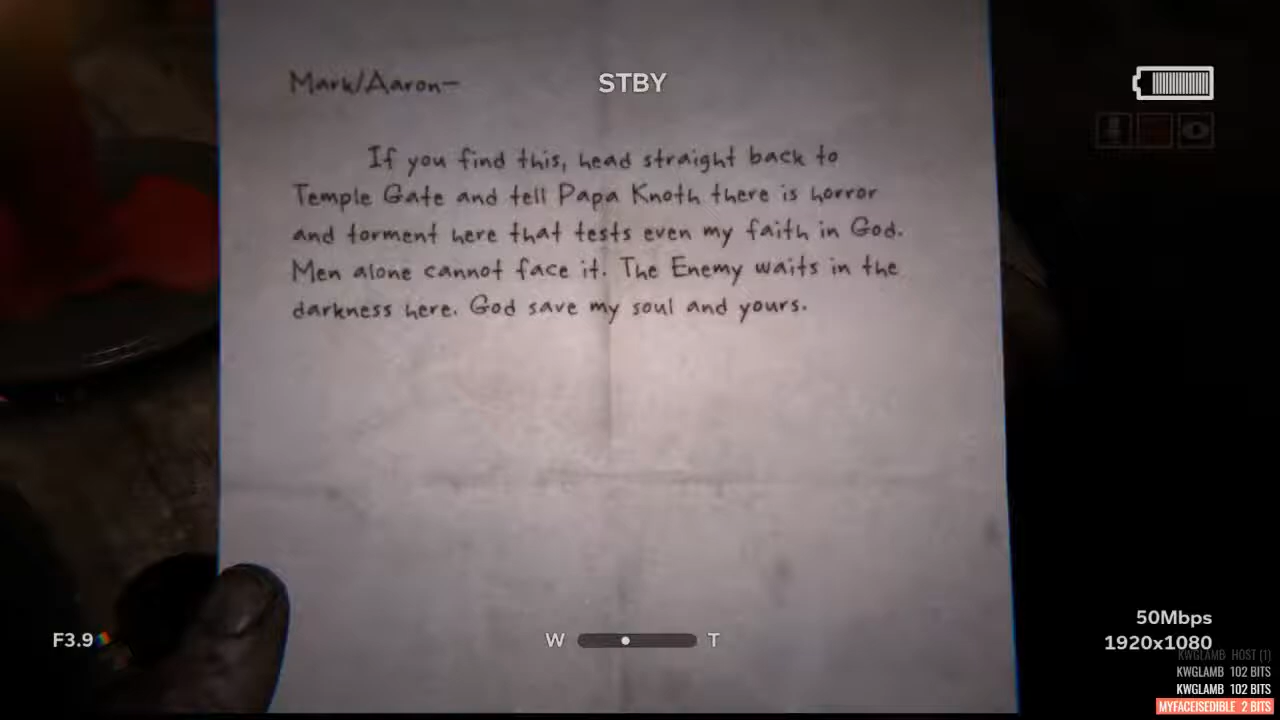 Mark/Aaron-
STBY
If you find this, head straight back to
Temple Gate and tell Papa Knoth there is horror
and torment here that tests even my faith in God.
Men alone cannot face it. The Enemy waits in the
darkness here. God save my soul and yours.
F3.9
W T
50Mbps
1920x1080
KWGLAMB HOST (1)
KWGLAMB 102 BITS
KWGLAMB 102 BITS
MYFACEISEDIBLE 2 BITS